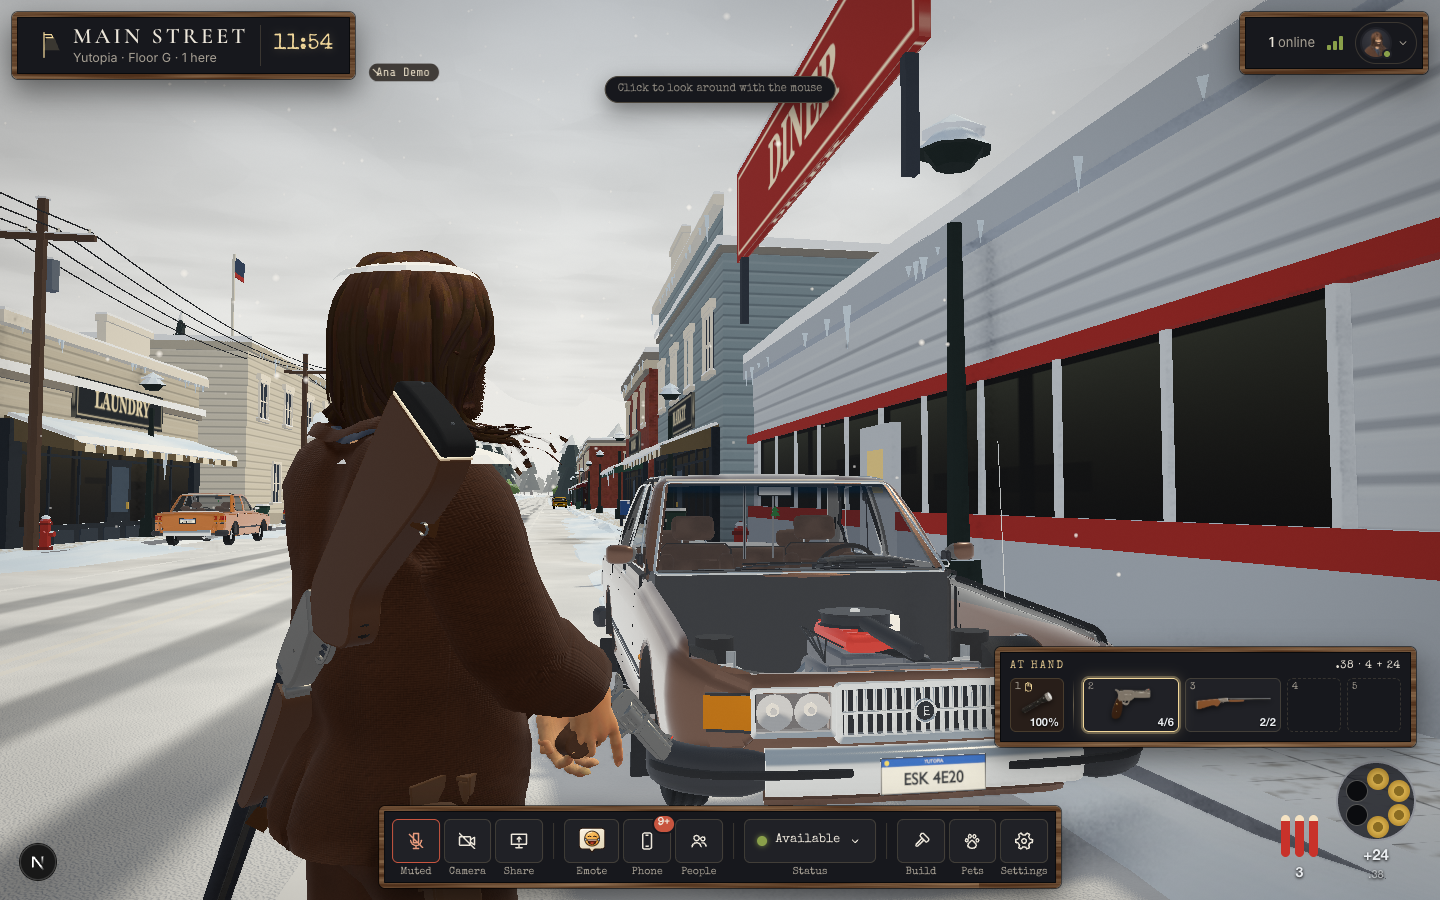 MAIN STREET
Yutopia · Floor G · 1 here
11:54
Ana Demo
Click to look around with the mouse
1 online
DINER
LAUNDRY
MARKET
E
YUTOPIA
ESK 4E20
AT HAND
.38 · 4 + 24
1
100%
2
4/6
3
2/2
4
5
9+
Muted
Camera
Share
Emote
Phone
People
Available
Status
Build
Pets
Settings
N
3
+24
.38